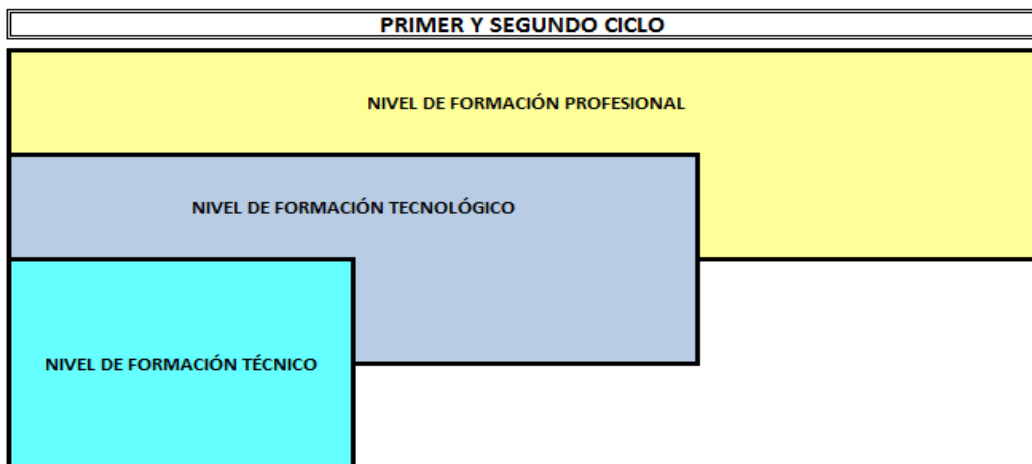 PRIMER Y SEGUNDO CICLO
NIVEL DE FORMACIÓN PROFESIONAL
NIVEL DE FORMACIÓN TECNOLÓGICO
NIVEL DE FORMACIÓN TÉCNICO